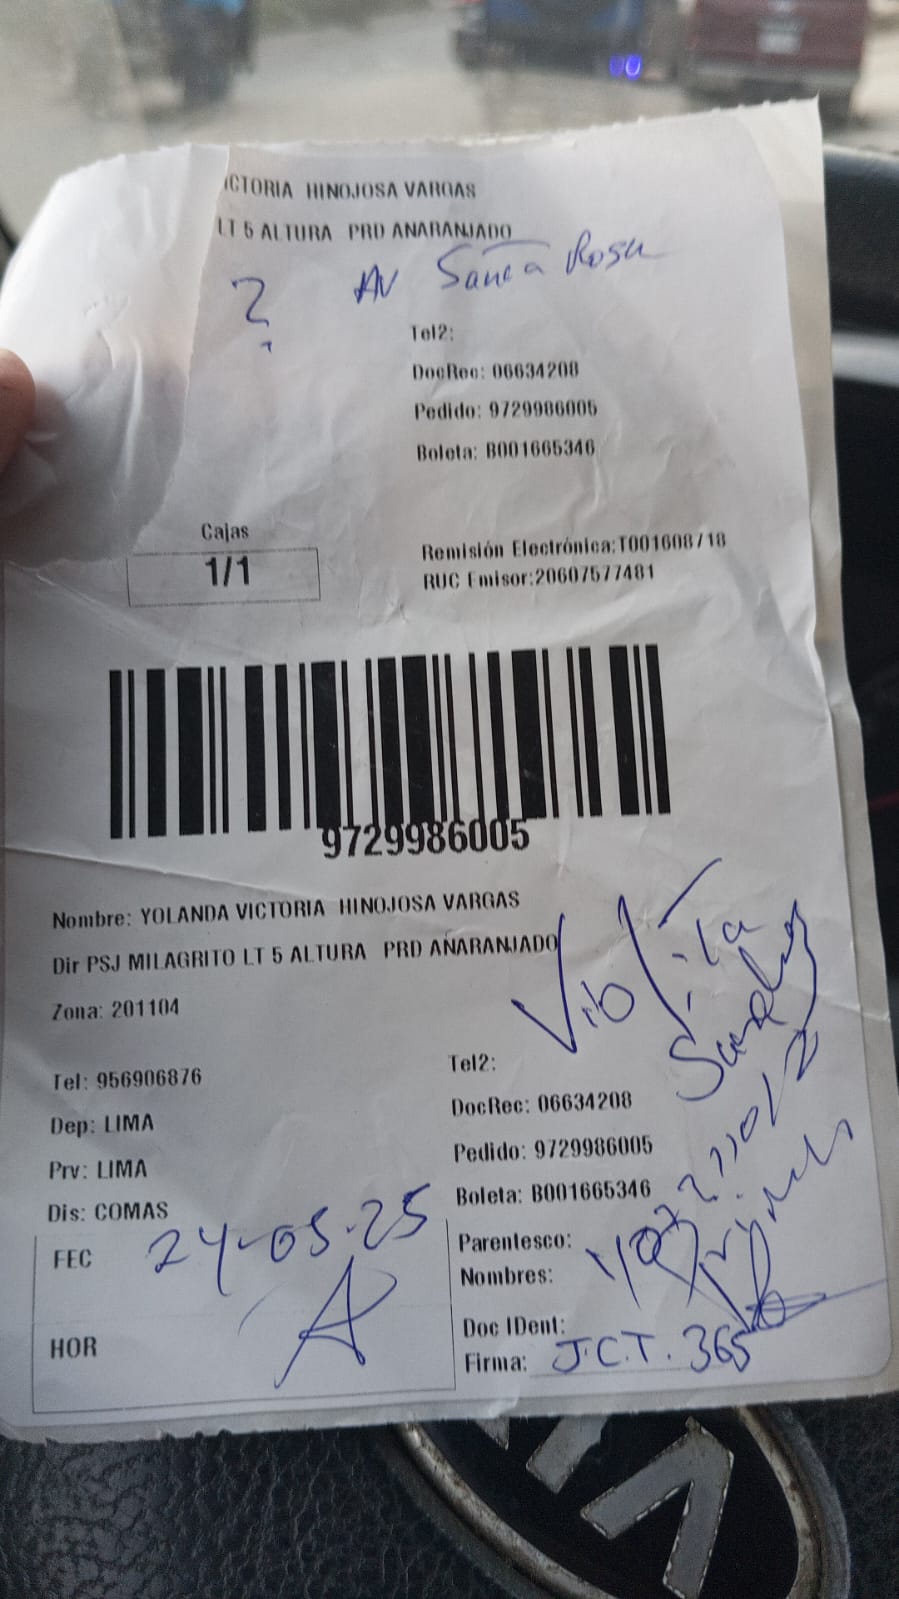 ICTORIA HINOJOSA VARGAS
LT 5 ALTURA PRD ANARANJADO
? AV Santa Rosa
Tel2:
DocRec: 06634208
Pedido: 9729986005
Boleta: B001665346
Cajas
1/1
Remisión Electrónica:T001608718
RUC Emisor:20607577481
9729986005
Nombre: YOLANDA VICTORIA HINOJOSA VARGAS
Dir PSJ MILAGRITO LT 5 ALTURA PRD ANARANJADO
Zona: 201104
Tel: 956906876
Dep: LIMA
Prv: LIMA
Dis: COMAS
FEC 24-05-25
HOR
Tel2:
DocRec: 06634208
Pedido: 9729986005
Boleta: B001665346
Parentesco:
Nombres:
Doc IDent:
Firma: J.C.T. 365